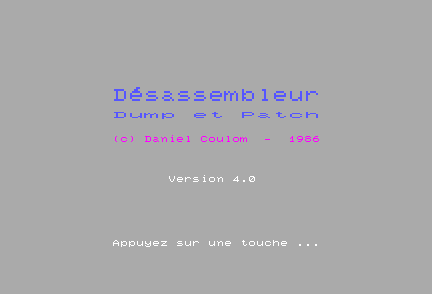 Désassembleur
Dump et Patch
(c) Daniel Coulom - 1986
Version 4.0
Appuyez sur une touche ...